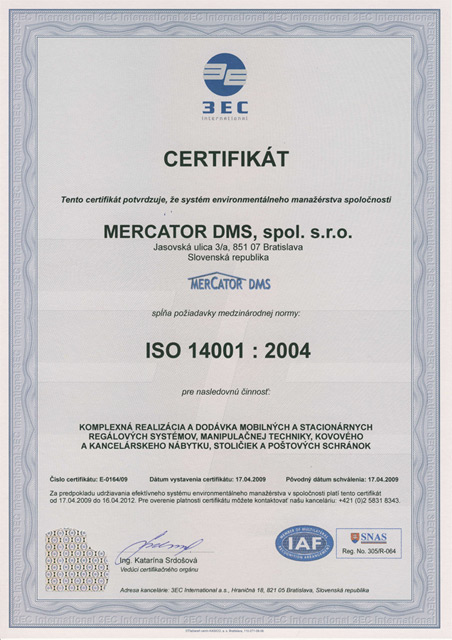 3EC International
3EC
International
CERTIFIKÁT
Tento certifikát potvrdzuje, že systém environmentálneho manažérstva spoločnosti
MERCATOR DMS, spol. s.r.o.
Jasovská ulica 3/a, 851 07 Bratislava
Slovenská republika
MERCATOR DMS
spĺňa požiadavky medzinárodnej normy:
ISO 14001 : 2004
pre nasledovnú činnosť:
KOMPLEXNÁ REALIZÁCIA A DODÁVKA MOBILNÝCH A STACIONÁRNYCH
REGÁLOVÝCH SYSTÉMOV, MANIPULAČNEJ TECHNIKY, KOVOVÉHO
A KANCELÁRSKEHO NÁBYTKU, STOLIČIEK A POŠTOVÝCH SCHRÁNOK
Číslo certifikátu: E-0164/09 Dátum vystavenia certifikátu: 17.04.2009 Pôvodný dátum schválenia: 17.04.2009
Za predpokladu udržiavania efektívneho systému environmentálneho manažérstva v spoločnosti platí tento certifikát
od 17.04.2009 do 16.04.2012. Pre overenie platnosti certifikátu môžete kontaktovať našu kanceláriu: +421 (0)2 5831 8343.
IAF
SNAS
Reg. No. 305/R-064
Ing. Katarína Srdošová
Vedúci certifikačného orgánu
Adresa kancelárie: 3EC International a.s., Hraničná 18, 821 05 Bratislava, Slovenská republika